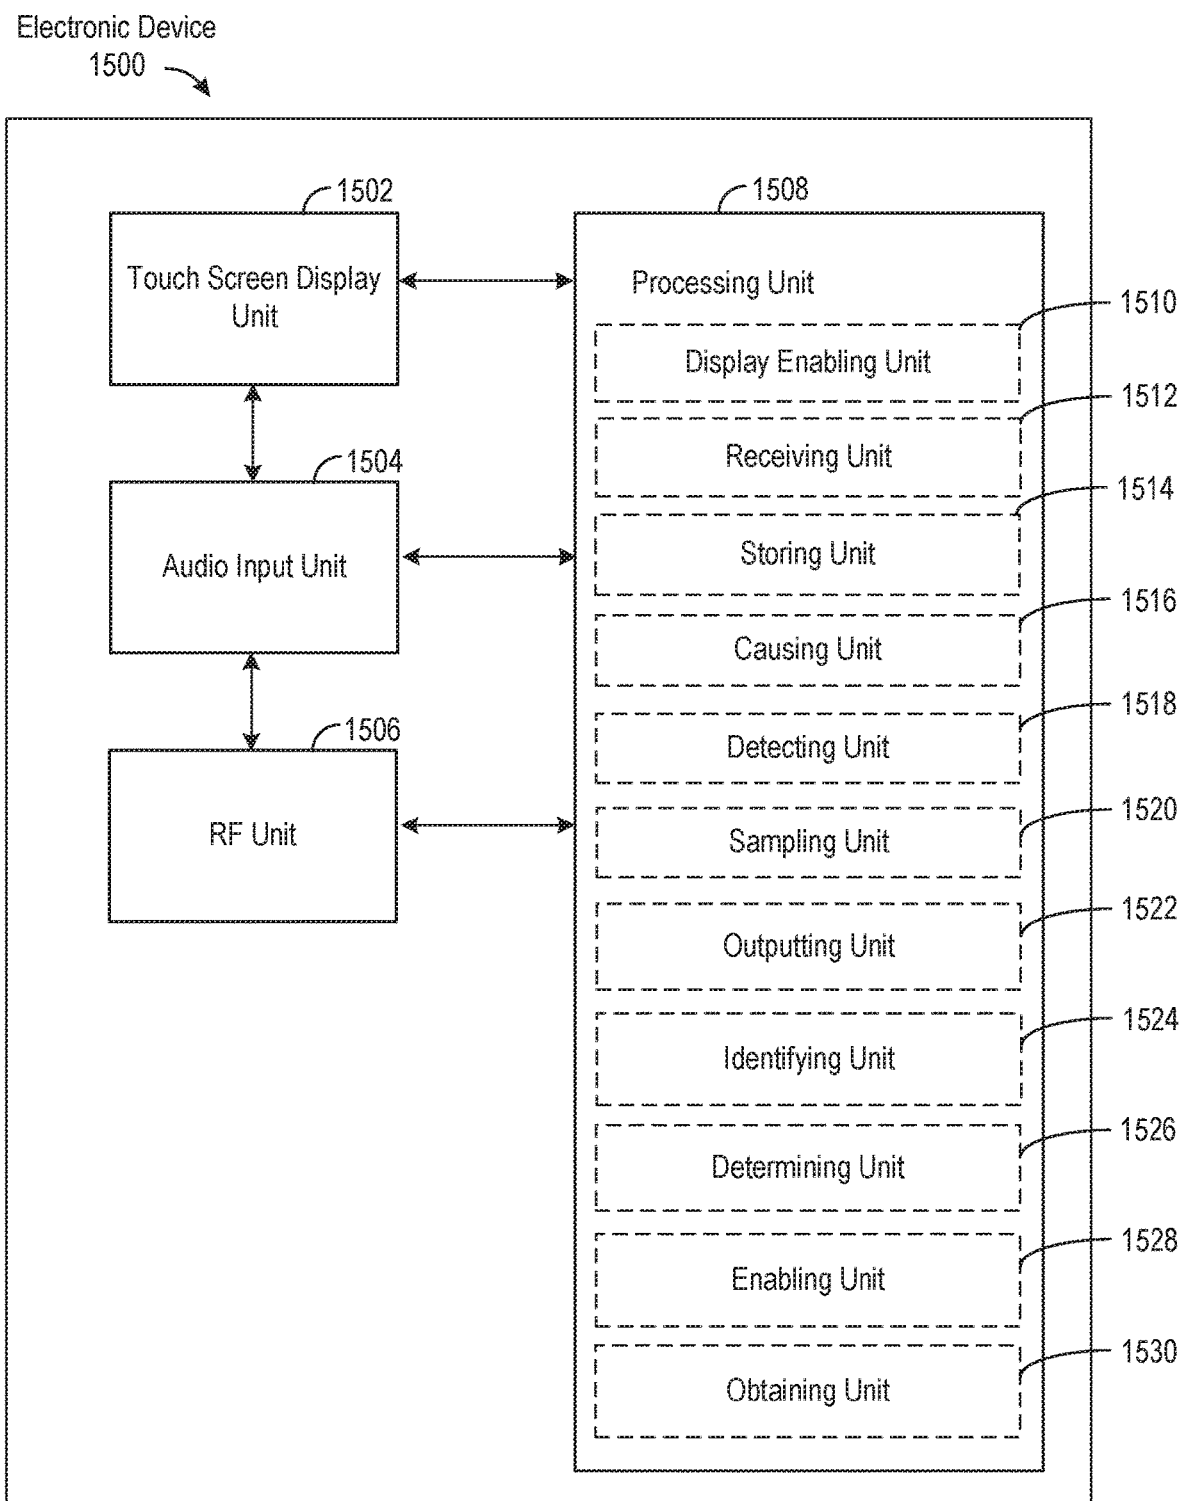 Electronic Device
1500
1502
1508
Touch Screen Display
Unit
Processing Unit
1510
Display Enabling Unit
1512
1504
Receiving Unit
1514
Audio Input Unit
Storing Unit
1516
Causing Unit
1506
1518
Detecting Unit
RF Unit
1520
Sampling Unit
1522
Outputting Unit
1524
Identifying Unit
1526
Determining Unit
1528
Enabling Unit
1530
Obtaining Unit